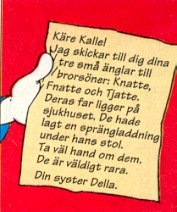 Käre Kalle!
Jag skickar till dig dina
tre små änglar till
brorsöner: Knatte,
Fnatte och Tjatte.
Deras far ligger på
sjukhuset. De hade
lagt en sprängladdning
under hans stol.
Ta väl hand om dem.
De är väldigt rara.
Din syster Della.